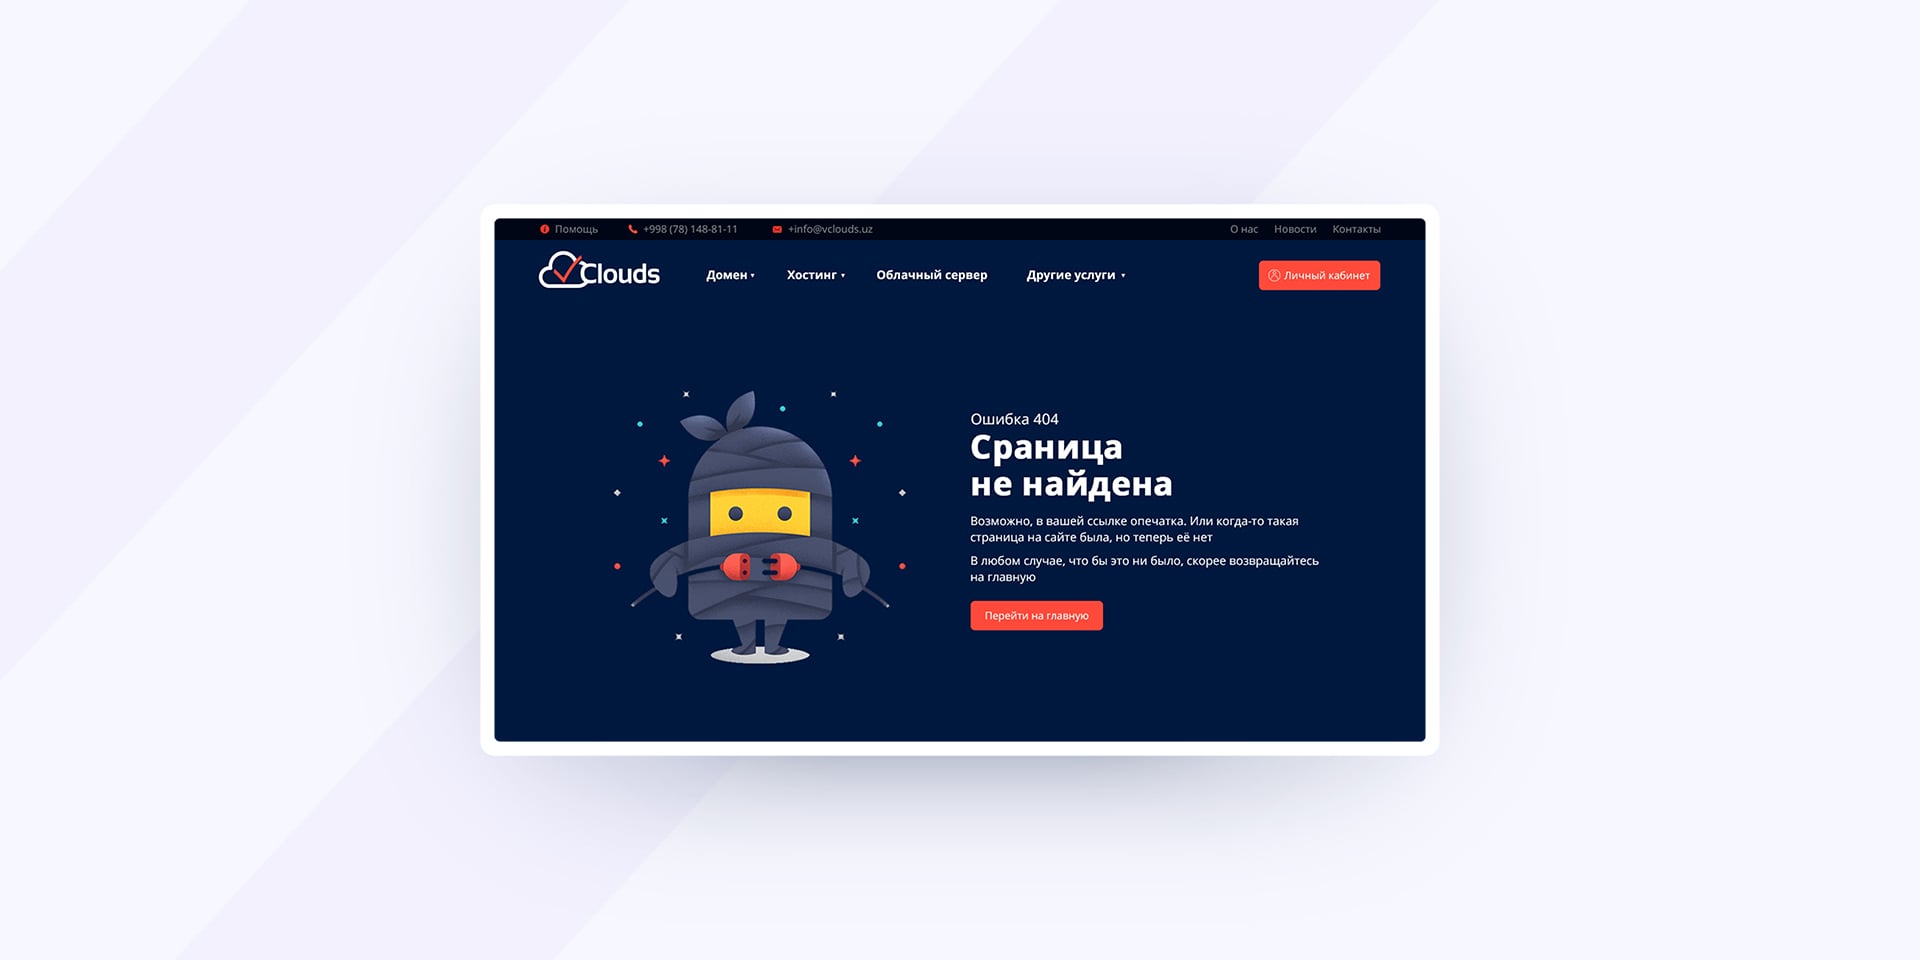 Помощь
+998 (78) 148-81-11
+info@vclouds.uz
О нас
Новости
Контакты
Clouds
Домен
Хостинг
Облачный сервер
Другие услуги
Личный кабинет
Ошибка 404
Сраница
не найдена
Возможно, в вашей ссылке опечатка. Или когда-то такая
страница на сайте была, но теперь её нет
В любом случае, что бы это ни было, скорее возвращайтесь
на главную
Перейти на главную